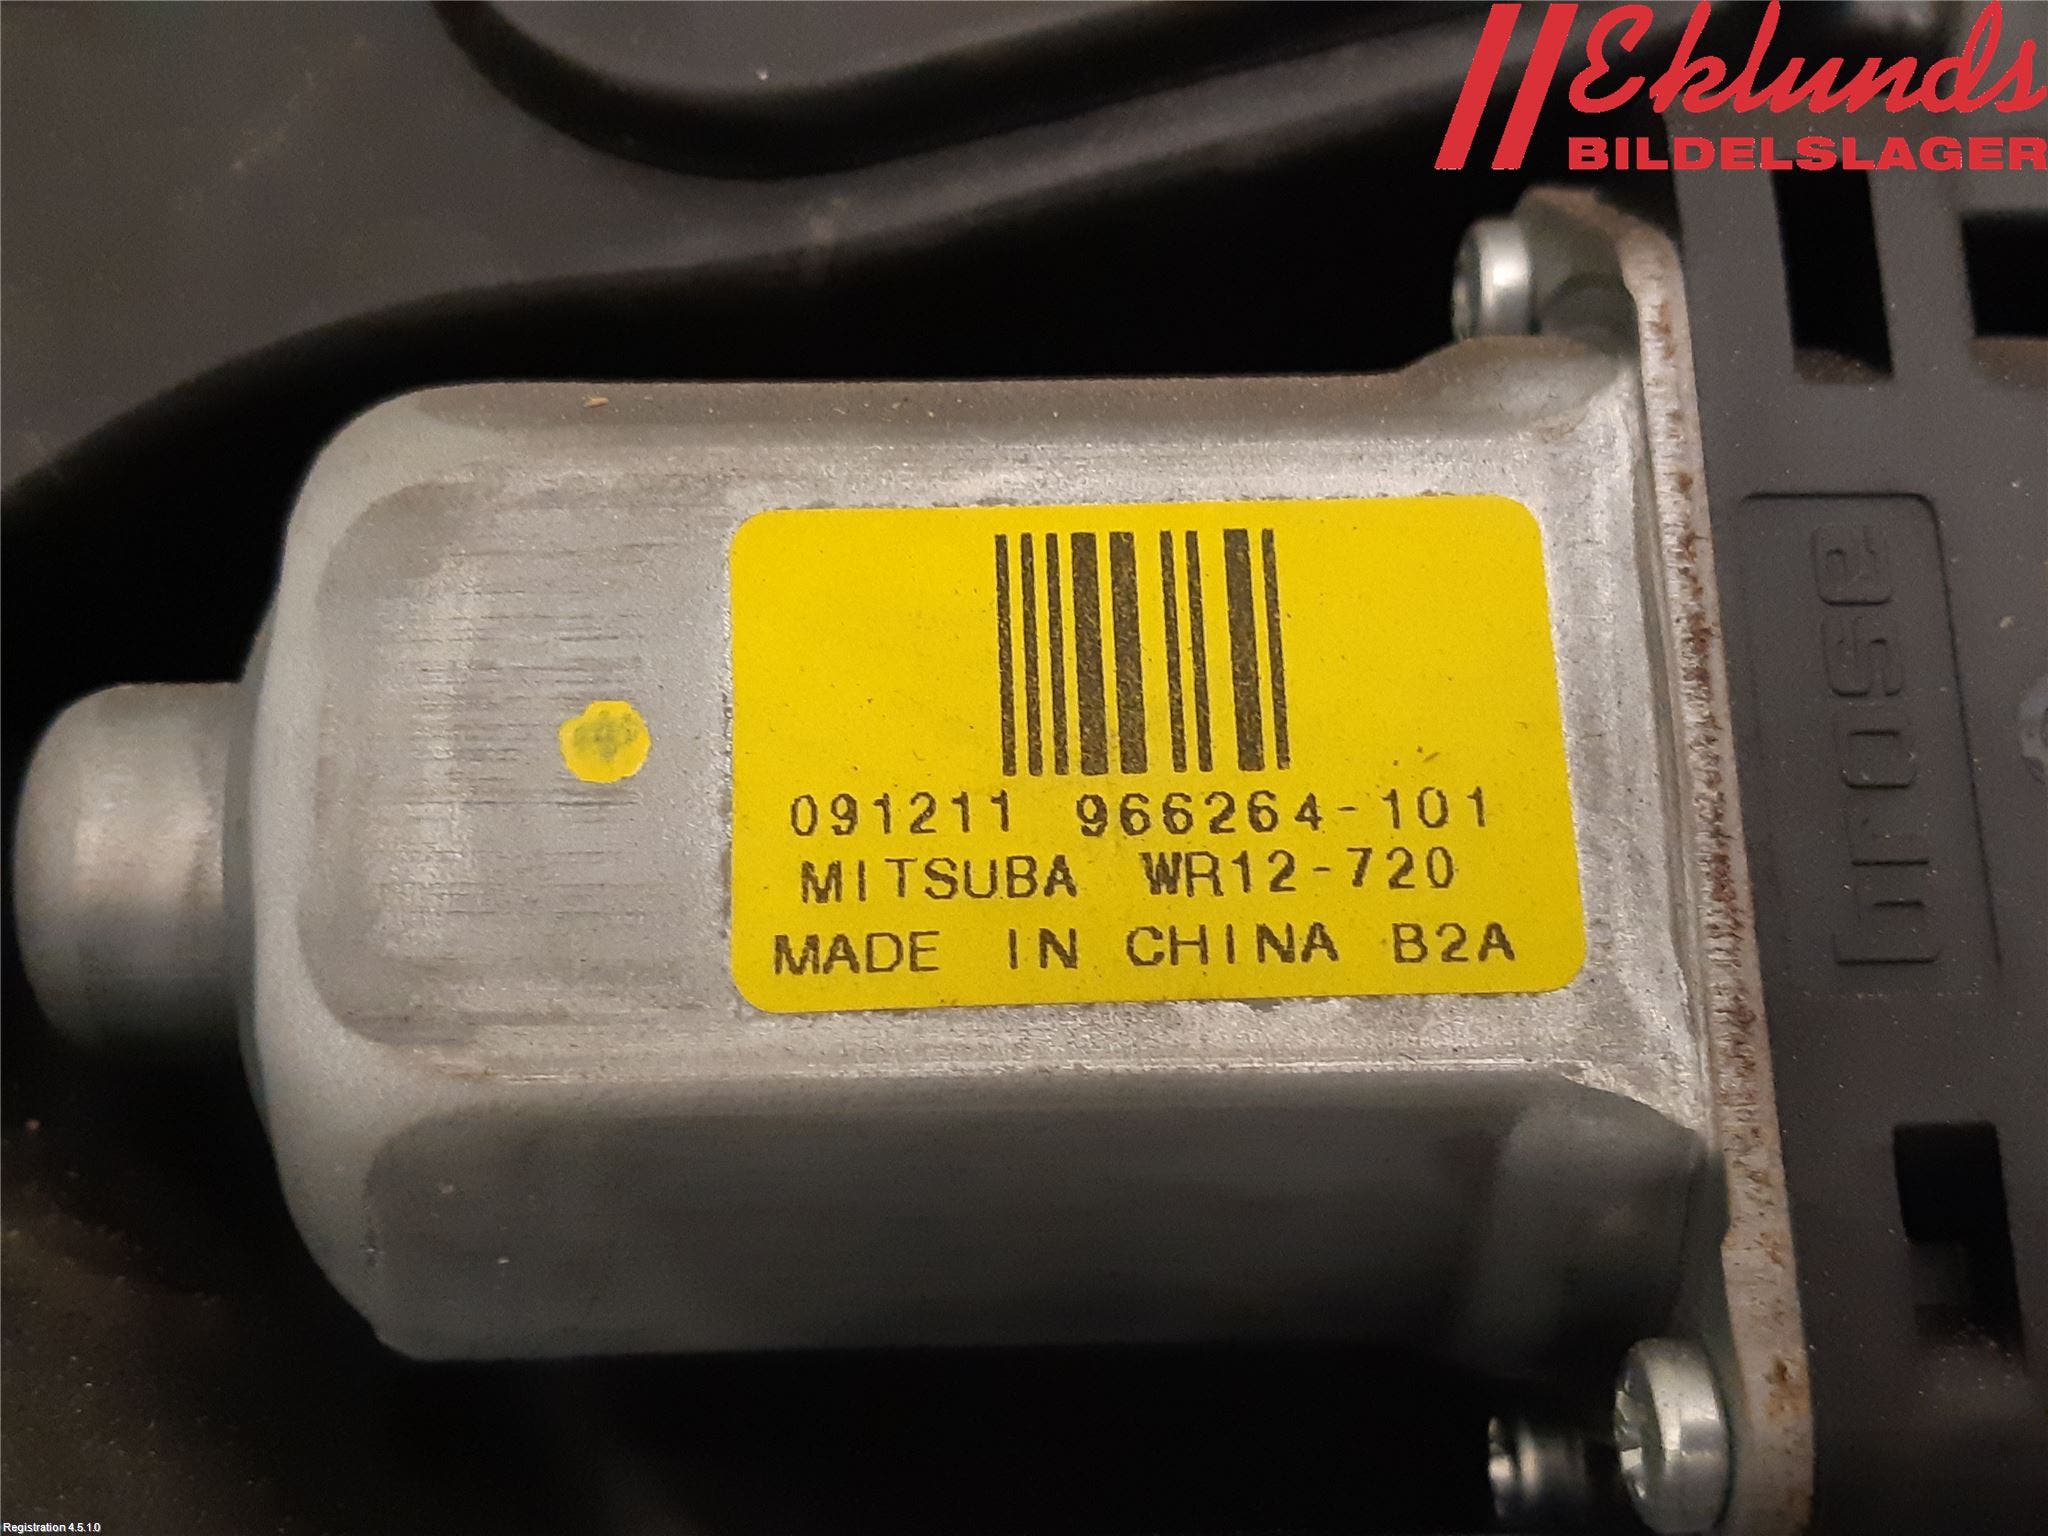 Eklunds
BILDELSLAGER
091211 966264-101
MITSUBA WR12-720
MADE IN CHINA B2A
brose
Registration 4.5.1.0